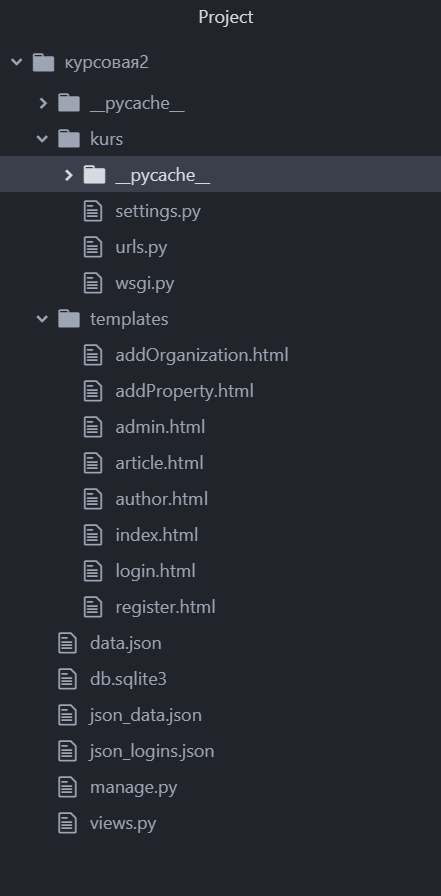 Project
курсовая2
__pycache__
kurs
__pycache__
settings.py
urls.py
wsgi.py
templates
addOrganization.html
addProperty.html
admin.html
article.html
author.html
index.html
login.html
register.html
data.json
db.sqlite3
json_data.json
json_logins.json
manage.py
views.py